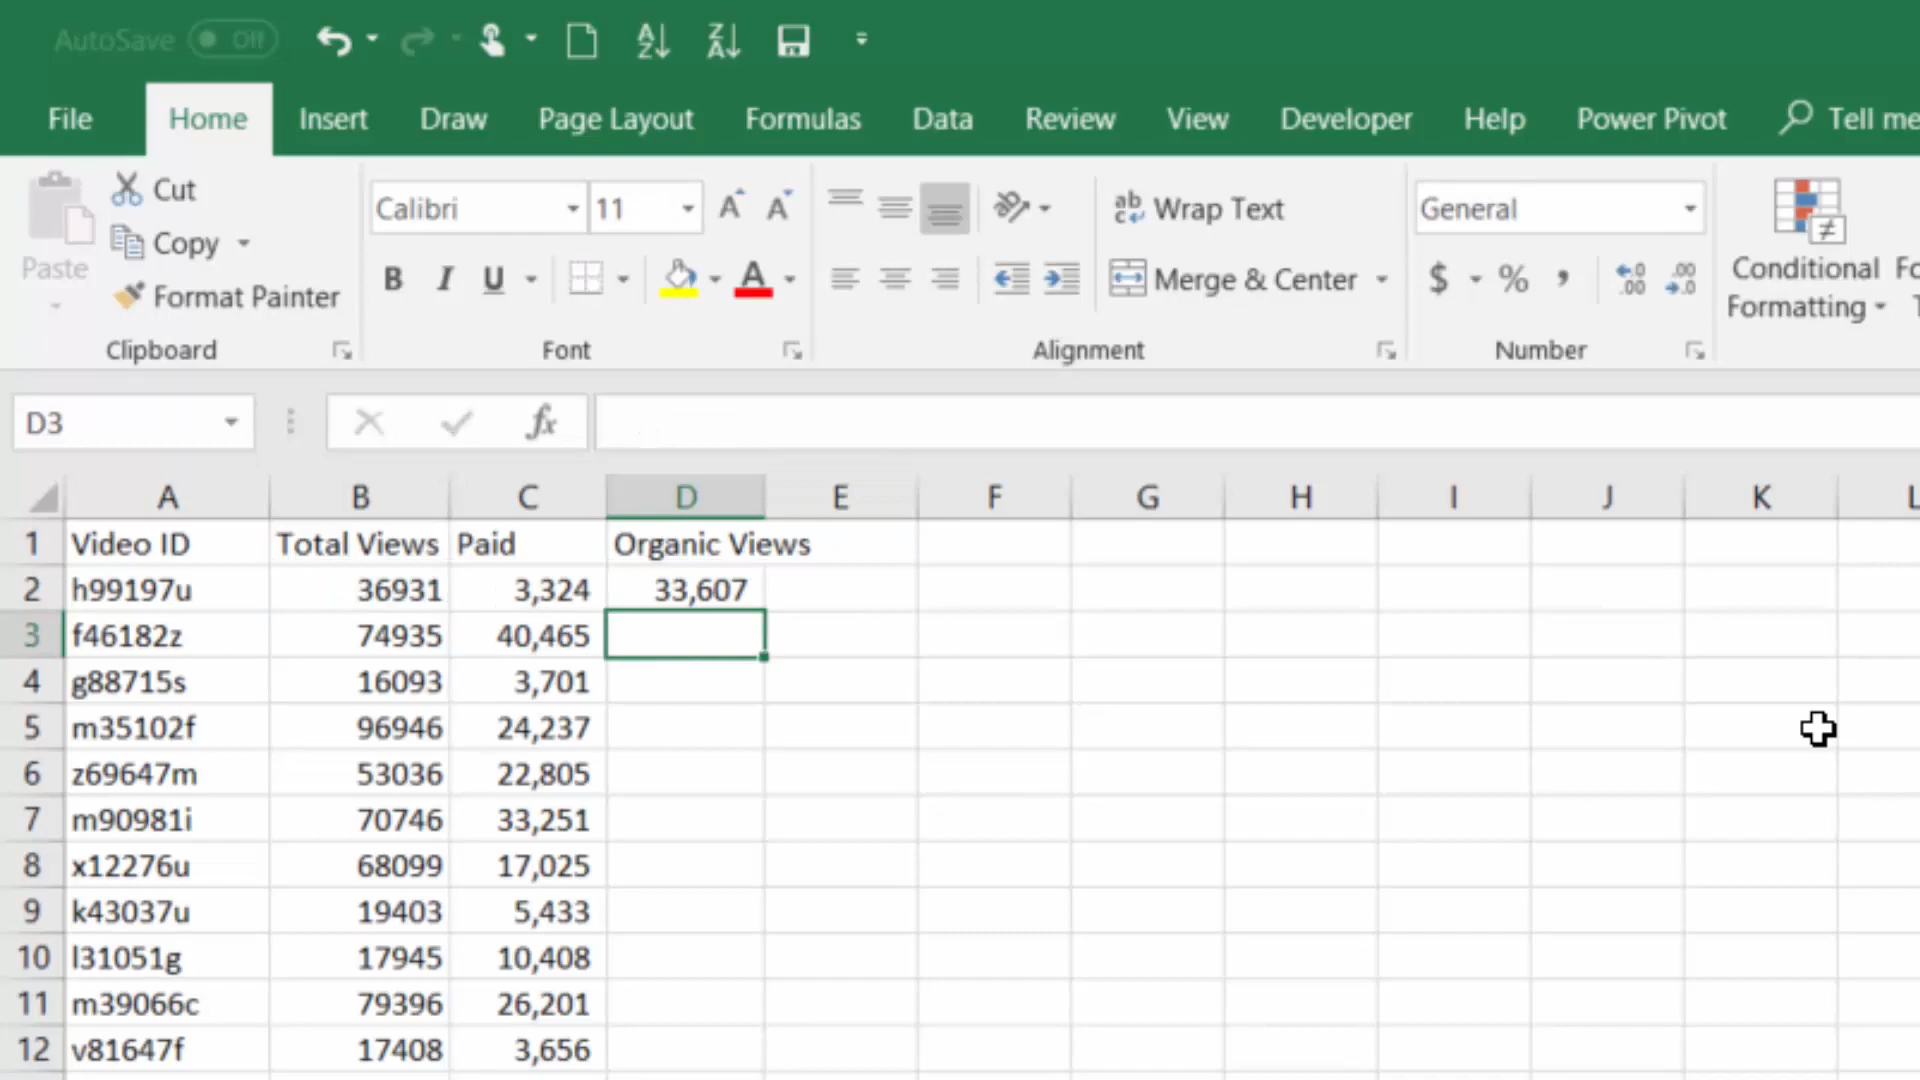 AutoSave Off
File Home Insert Draw Page Layout Formulas Data Review View Developer Help Power Pivot Tell me
Paste Cut Copy Format Painter
Calibri 11
Wrap Text
General
B I U A
Merge & Center
$ % , .00 .00
Conditional Formatting
Clipboard Font Alignment Number
D3 fx
A B C D E F G H I J K L
1 Video ID Total Views Paid Organic Views
2 h99197u 36931 3,324 33,607
3 f46182z 74935 40,465
4 g88715s 16093 3,701
5 m35102f 96946 24,237
6 z69647m 53036 22,805
7 m90981i 70746 33,251
8 x12276u 68099 17,025
9 k43037u 19403 5,433
10 l31051g 17945 10,408
11 m39066c 79396 26,201
12 v81647f 17408 3,656